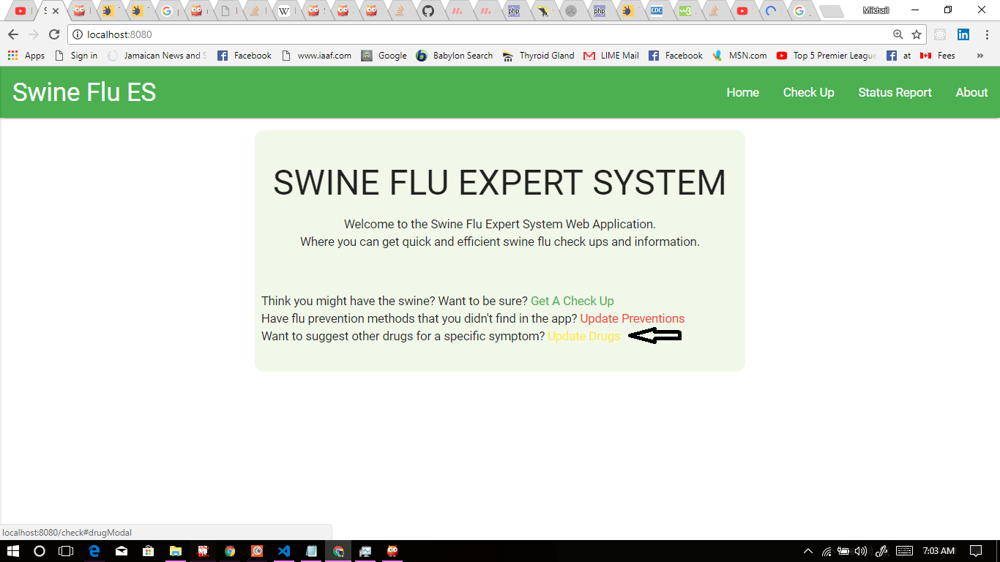 Mikhail
localhost:8080
Apps Sign in Jamaican News and S Facebook www.iaaf.com Google Babylon Search Thyroid Gland LIME Mail Facebook MSN.com Top 5 Premier League at Fees »
Swine Flu ES Home Check Up Status Report About
SWINE FLU EXPERT SYSTEM
Welcome to the Swine Flu Expert System Web Application.
Where you can get quick and efficient swine flu check ups and information.
Think you might have the swine? Want to be sure? Get A Check Up
Have flu prevention methods that you didn't find in the app? Update Preventions
Want to suggest other drugs for a specific symptom? Update Drugs
localhost:8080/check#drugModal
7:03 AM